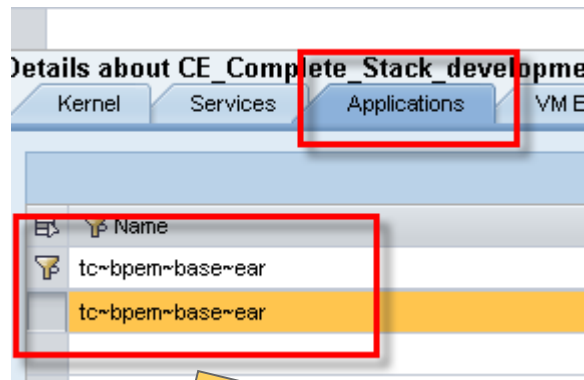 Details about CE_Complete_Stack_developme
Kernel Services Applications VM E
Name
tc~bpem~base~ear
tc~bpem~base~ear